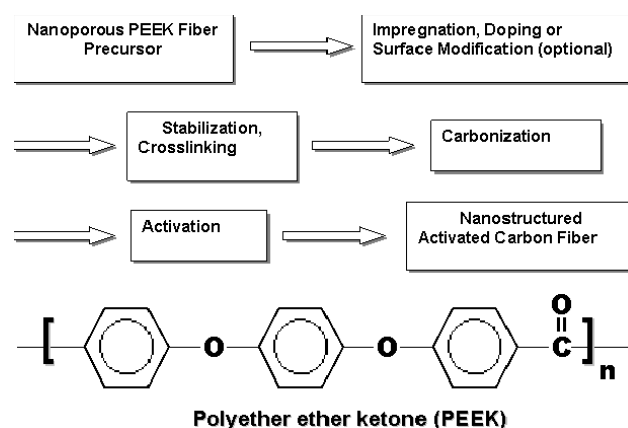 Nanoporous PEEK Fiber
Precursor
Impregnation, Doping or
Surface Modification (optional)
Stabilization,
Crosslinking
Carbonization
Activation
Nanostructured
Activated Carbon Fiber
O
[ O O C ] n
Polyether ether ketone (PEEK)